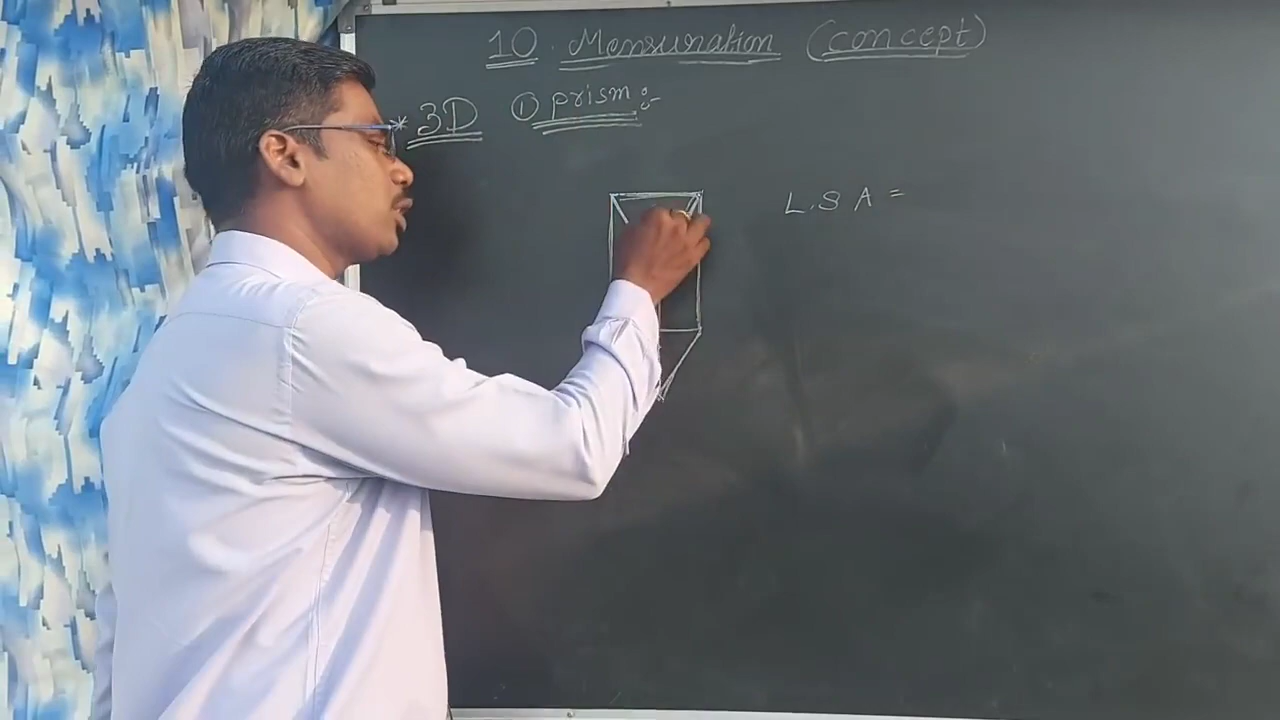 10. Mensuration (concept)
* 3D ① prism :-
L.S A =